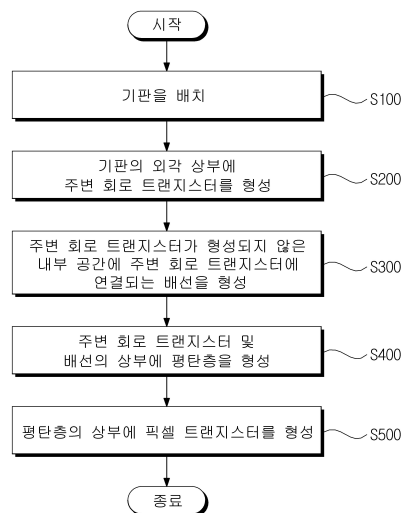 시작
기판을 배치
S100
기판의 외각 상부에
주변 회로 트랜지스터를 형성
S200
주변 회로 트랜지스터가 형성되지 않은
내부 공간에 주변 회로 트랜지스터에
연결되는 배선을 형성
S300
주변 회로 트랜지스터 및
배선의 상부에 평탄층을 형성
S400
평탄층의 상부에 픽셀 트랜지스터를 형성
S500
종료